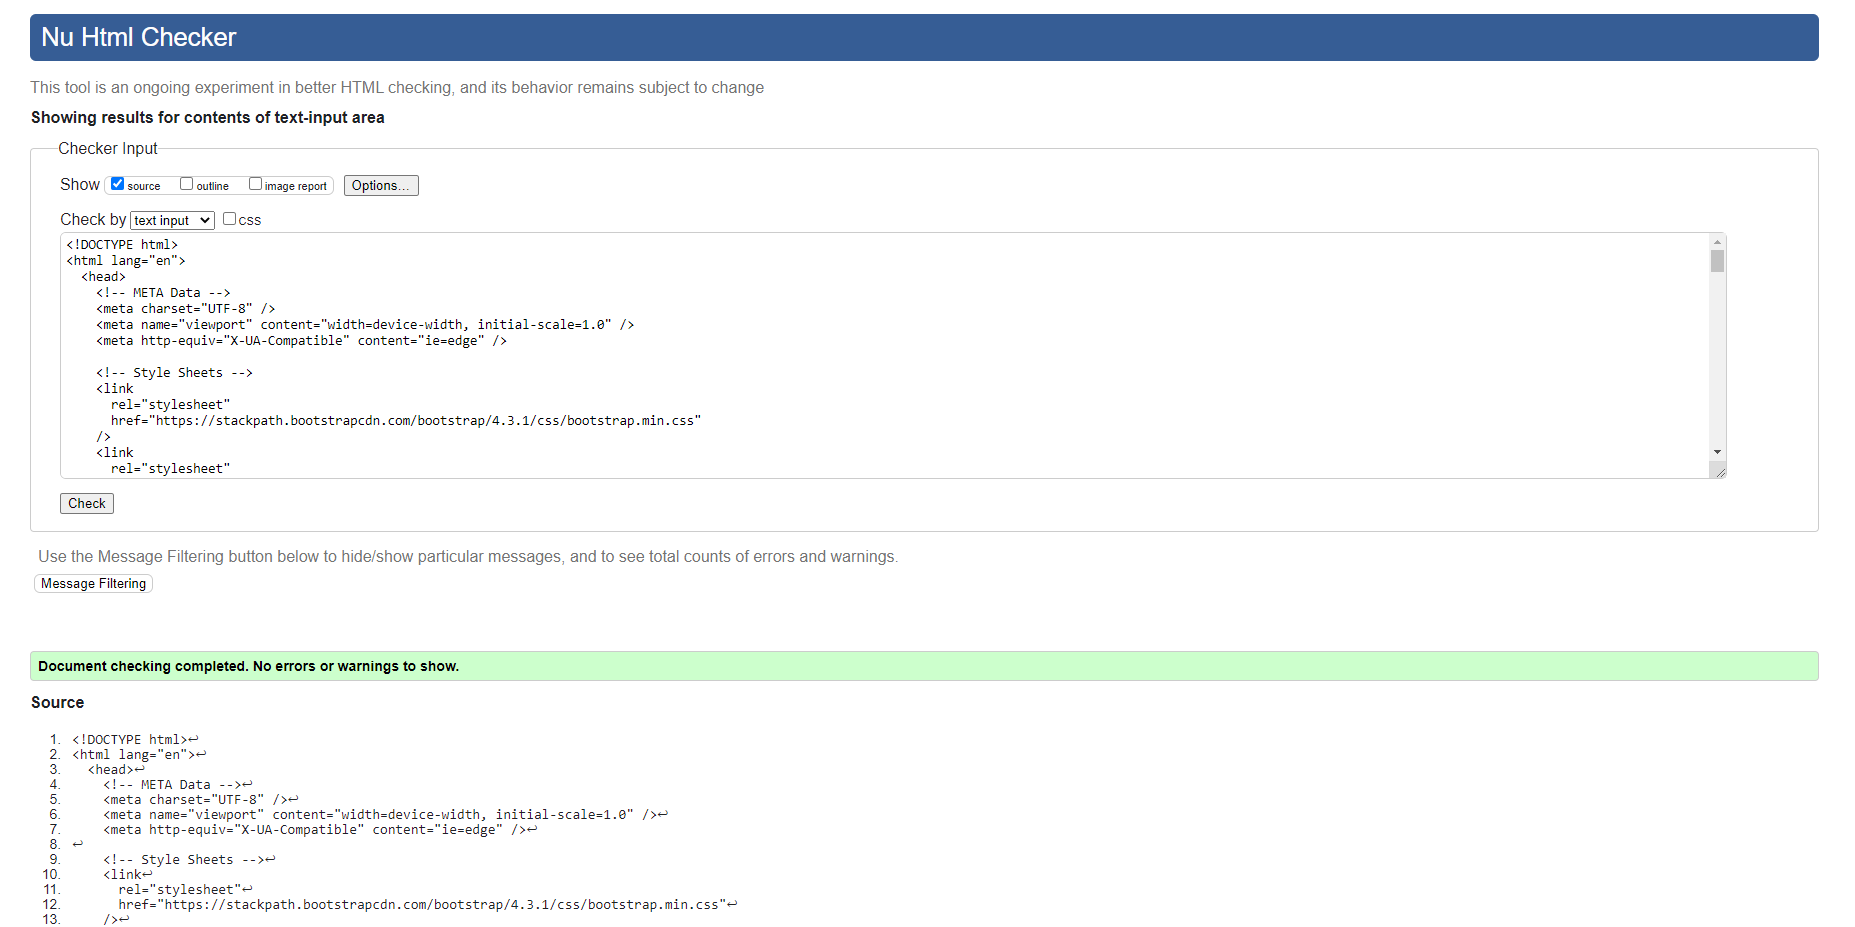 Nu Html Checker
This tool is an ongoing experiment in better HTML checking, and its behavior remains subject to change
Showing results for contents of text-input area
Checker Input
Show source outline image report Options...
Check by text input css
<!DOCTYPE html>
<html lang="en">
  <head>
    <!-- META Data -->
    <meta charset="UTF-8" />
    <meta name="viewport" content="width=device-width, initial-scale=1.0" />
    <meta http-equiv="X-UA-Compatible" content="ie=edge" />

    <!-- Style Sheets -->
    <link
      rel="stylesheet"
      href="https://stackpath.bootstrapcdn.com/bootstrap/4.3.1/css/bootstrap.min.css"
    />
    <link
      rel="stylesheet"
Check
Use the Message Filtering button below to hide/show particular messages, and to see total counts of errors and warnings.
Message Filtering
Document checking completed. No errors or warnings to show.
Source
1. <!DOCTYPE html>↩
2. <html lang="en">↩
3.   <head>↩
4.     <!-- META Data -->↩
5.     <meta charset="UTF-8" />↩
6.     <meta name="viewport" content="width=device-width, initial-scale=1.0" />↩
7.     <meta http-equiv="X-UA-Compatible" content="ie=edge" />↩
8. ↩
9.     <!-- Style Sheets -->↩
10.     <link↩
11.       rel="stylesheet"↩
12.       href="https://stackpath.bootstrapcdn.com/bootstrap/4.3.1/css/bootstrap.min.css"↩
13.     />↩